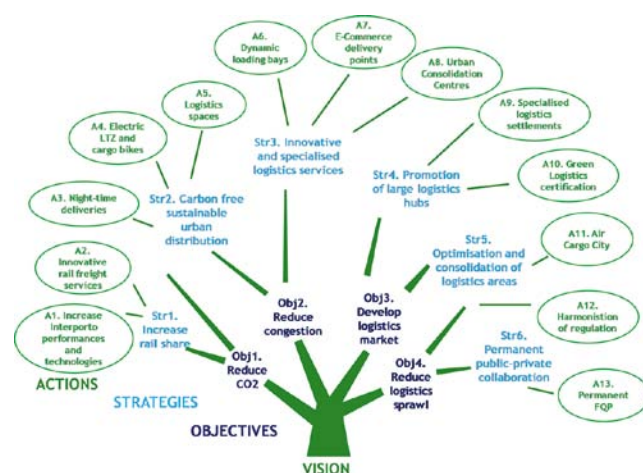 A1. Increase
interporto
performances and
technologies
A2.
Innovative
rail freight
services
A3. Night-time
deliveries
A4. Electric
LTZ and
cargo bikes
A5.
Logistics
spaces
A6.
Dynamic
loading bays
A7.
E-Commerce
delivery
points
A8. Urban
Consolidation
Centres
A9. Specialised
logistics
settlements
A10. Green
Logistics
certification
A11. Air
Cargo City
A12.
Harmonistion
of regulation
A13.
Permanent
FQP
Str1.
Increase
rail share
Str2. Carbon free
sustainable
urban
distribution
Str3. Innovative
and specialised
logistics services
Str4. Promotion
of large logistics
hubs
Str5.
Optimisation and
consolidation of
logistics areas
Str6.
Permanent
public-private
collaboration
Obj1.
Reduce
CO2
Obj2.
Reduce
congestion
Obj3.
Develop
logistics
market
Obj4.
Reduce
logistics
sprawl
ACTIONS
STRATEGIES
OBJECTIVES
VISION